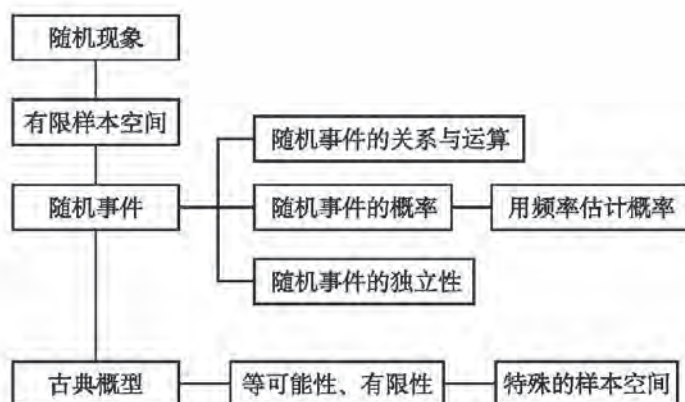 随机现象
有限样本空间
随机事件的关系与运算
随机事件
随机事件的概率
用频率估计概率
随机事件的独立性
古典概型
等可能性、有限性
特殊的样本空间